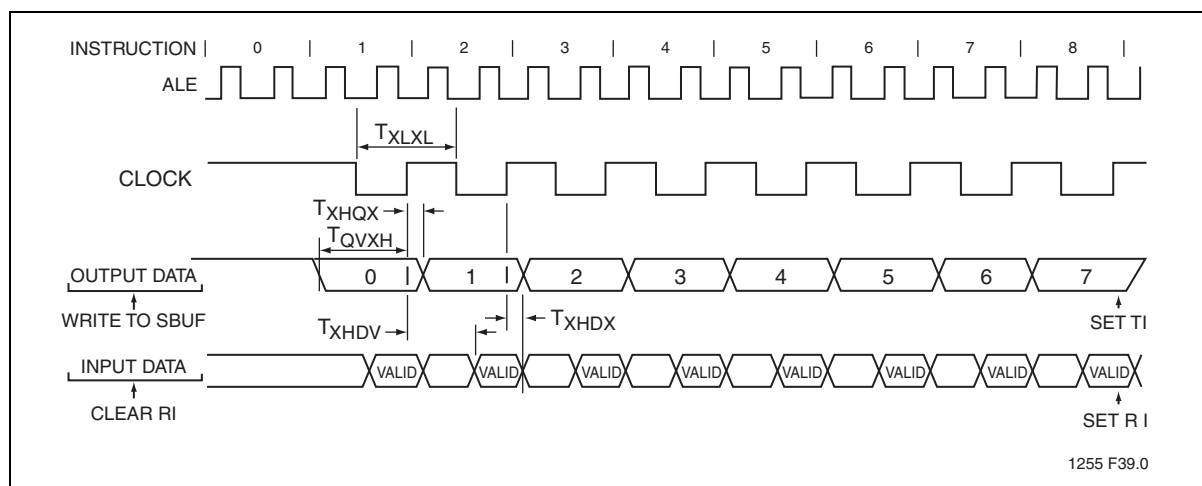 INSTRUCTION | 0 | 1 | 2 | 3 | 4 | 5 | 6 | 7 | 8 |
ALE
TXLXL
CLOCK
TXHQX
TQVXH
OUTPUT DATA 0 1 2 3 4 5 6 7
WRITE TO SBUF
TXHDV TXHDX
SET TI
INPUT DATA VALID VALID VALID VALID VALID VALID VALID VALID
CLEAR RI
SET R I
1255 F39.0